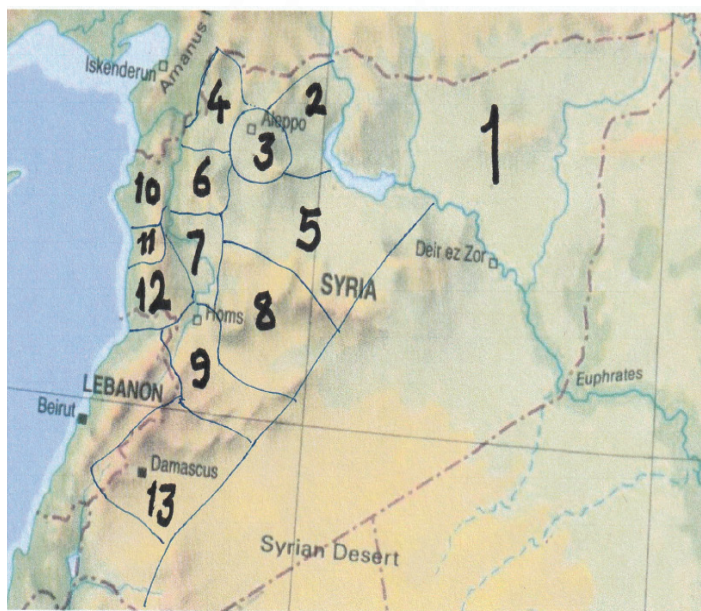 Iskenderun
Amanus
4
2
1
Aleppo
3
10
6
5
11
7
Deir ez Zor
12
SYRIA
8
Homs
9
Euphrates
LEBANON
Beirut
Damascus
13
Syrian Desert